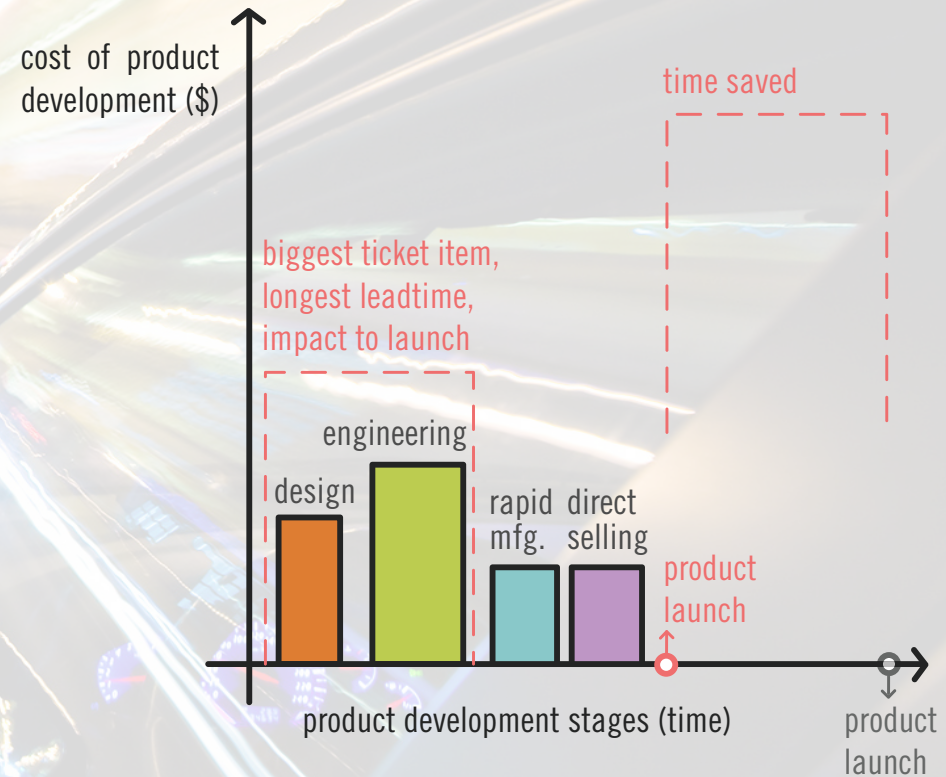 cost of product
development ($)
time saved
biggest ticket item,
longest leadtime,
impact to launch
engineering
design
rapid direct
mfg. selling
product
launch
product development stages (time)
product
launch